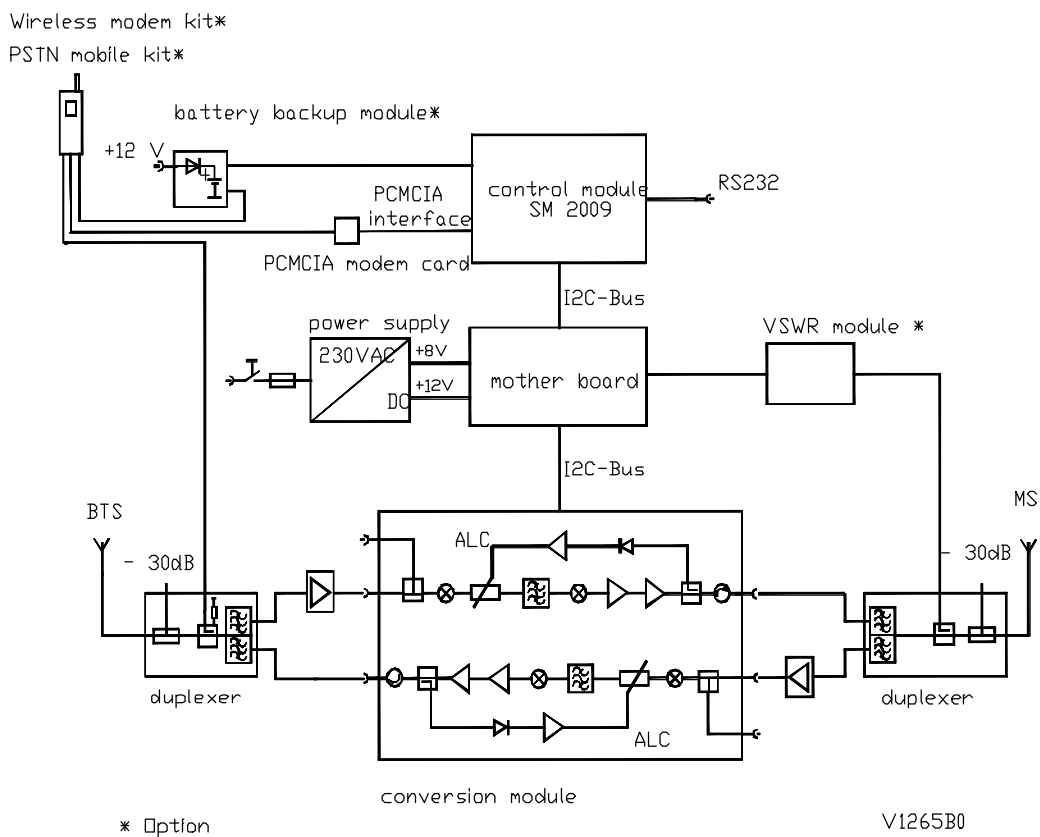 Wireless modem kit*
PSTN mobile kit*
battery backup module*
+12 V
control module
SM 2009
RS232
PCMCIA
interface
PCMCIA modem card
I2C-Bus
power supply
230VAC
DC
+8V
+12V
mother board
VSWR module *
I2C-Bus
BTS
- 30dB
duplexer
ALC
ALC
MS
- 30dB
duplexer
conversion module
* Option
V1265B0